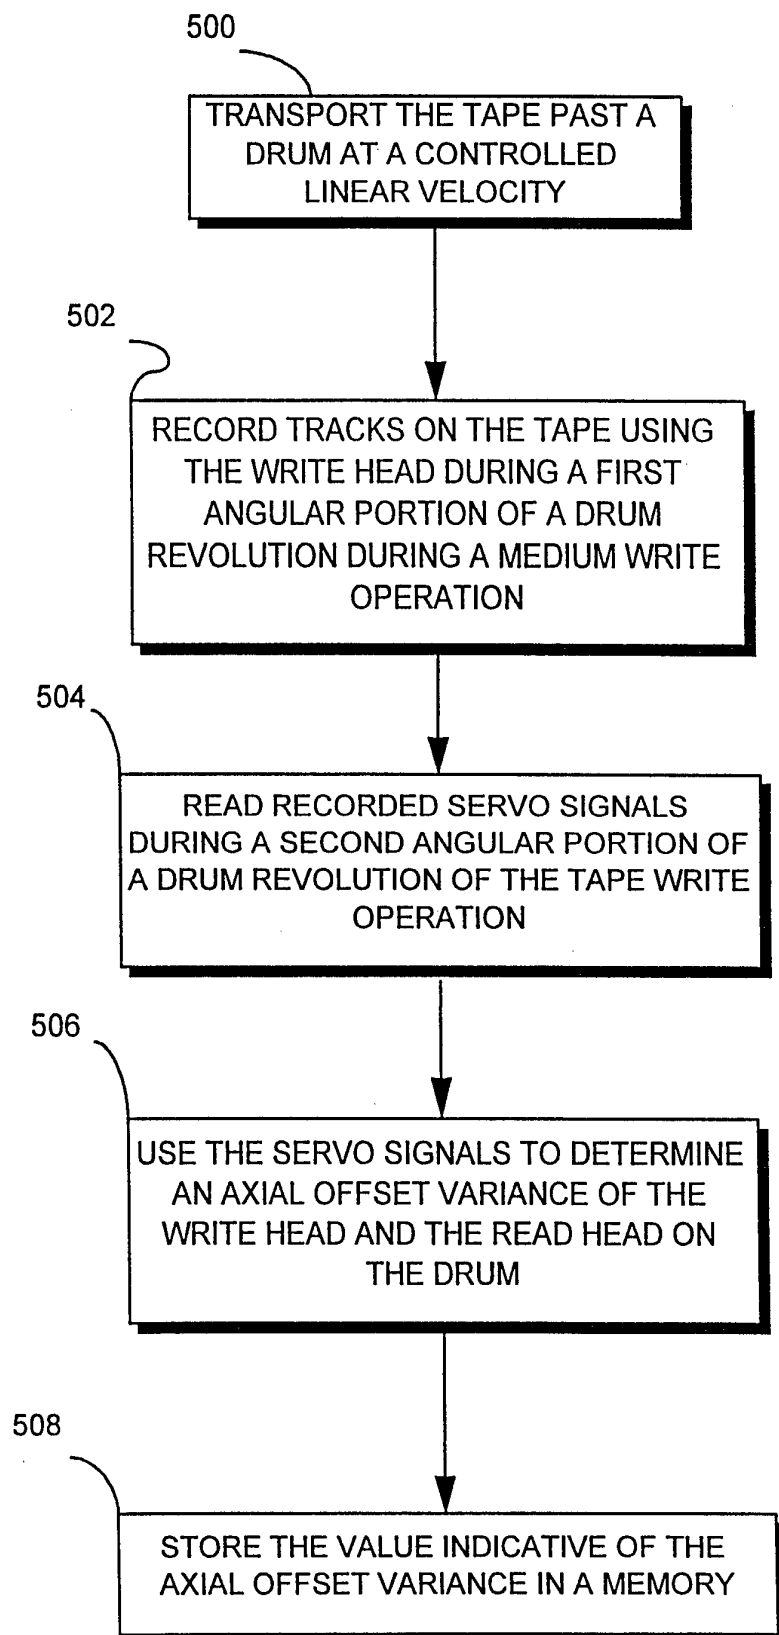 500
TRANSPORT THE TAPE PAST A
DRUM AT A CONTROLLED
LINEAR VELOCITY
502
RECORD TRACKS ON THE TAPE USING
THE WRITE HEAD DURING A FIRST
ANGULAR PORTION OF A DRUM
REVOLUTION DURING A MEDIUM WRITE
OPERATION
504
READ RECORDED SERVO SIGNALS
DURING A SECOND ANGULAR PORTION OF
A DRUM REVOLUTION OF THE TAPE WRITE
OPERATION
506
USE THE SERVO SIGNALS TO DETERMINE
AN AXIAL OFFSET VARIANCE OF THE
WRITE HEAD AND THE READ HEAD ON
THE DRUM
508
STORE THE VALUE INDICATIVE OF THE
AXIAL OFFSET VARIANCE IN A MEMORY